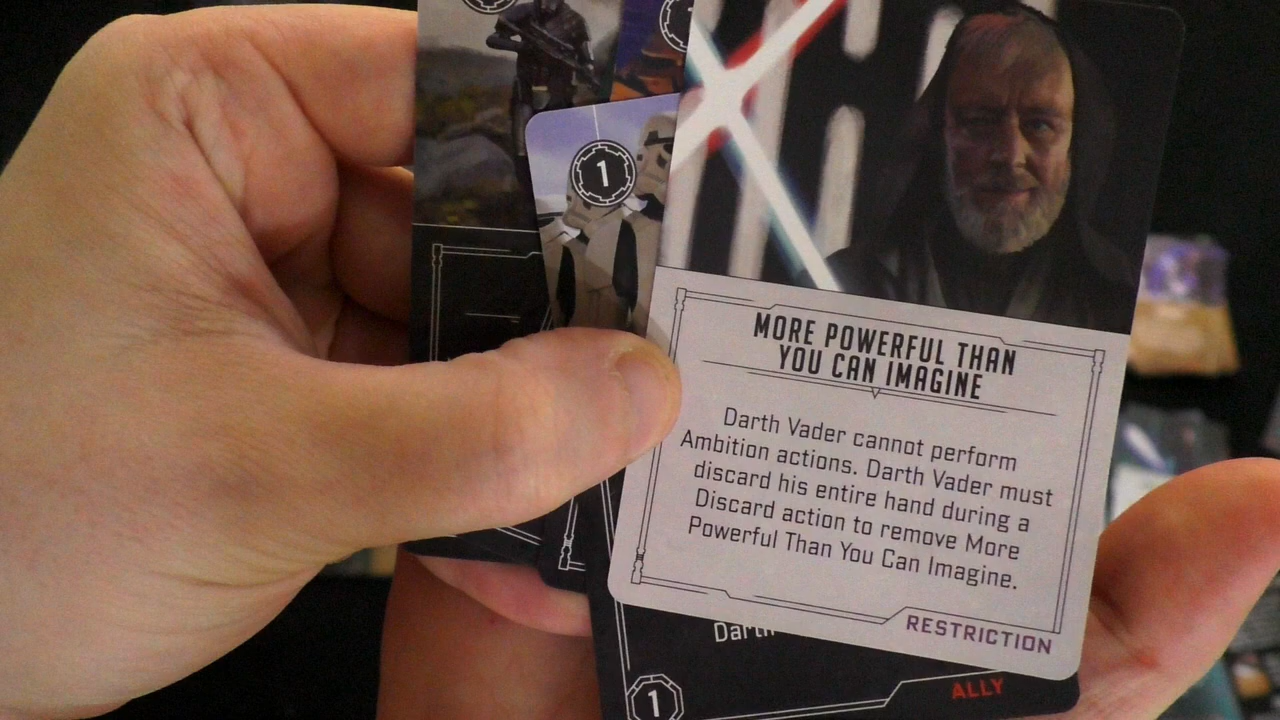 1
MORE POWERFUL THAN
YOU CAN IMAGINE
Darth Vader cannot perform
Ambition actions. Darth Vader must
discard his entire hand during a
Discard action to remove More
Powerful Than You Can Imagine.
RESTRICTION
Darth
ALLY
1